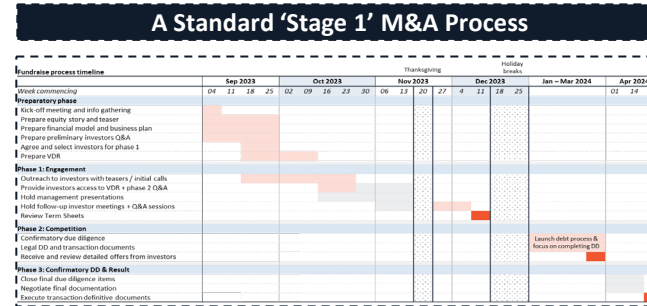 A Standard 'Stage 1' M&A Process
Fundraise process timeline
Thanksgiving
Holiday
breaks
Sep 2023 Oct 2023 Nov 2023 Dec 2023 Jan – Mar 2024 Apr 2024
Week commencing 04 11 18 25 02 09 16 23 30 06 13 20 27 4 11 18 25 01 14
Preparatory phase
Kick-off meeting and info gathering
Prepare equity story and teaser
Prepare financial model and business plan
Prepare preliminary investors Q&A
Agree and select investors for phase 1
Prepare VDR
Phase 1: Engagement
Outreach to investors with teasers / initial calls
Provide investors access to VDR + phase 2 Q&A
Hold management presentations
Hold follow-up investor meetings + Q&A sessions
Review Term Sheets
Phase 2: Competition
Confirmatory due diligence
Legal DD and transaction documents
Receive and review detailed offers from investors
Launch debt process &
focus on completing DD
Phase 3: Confirmatory DD & Result
Close final due diligence items
Negotiate final documentation
Execute transaction definitive documents